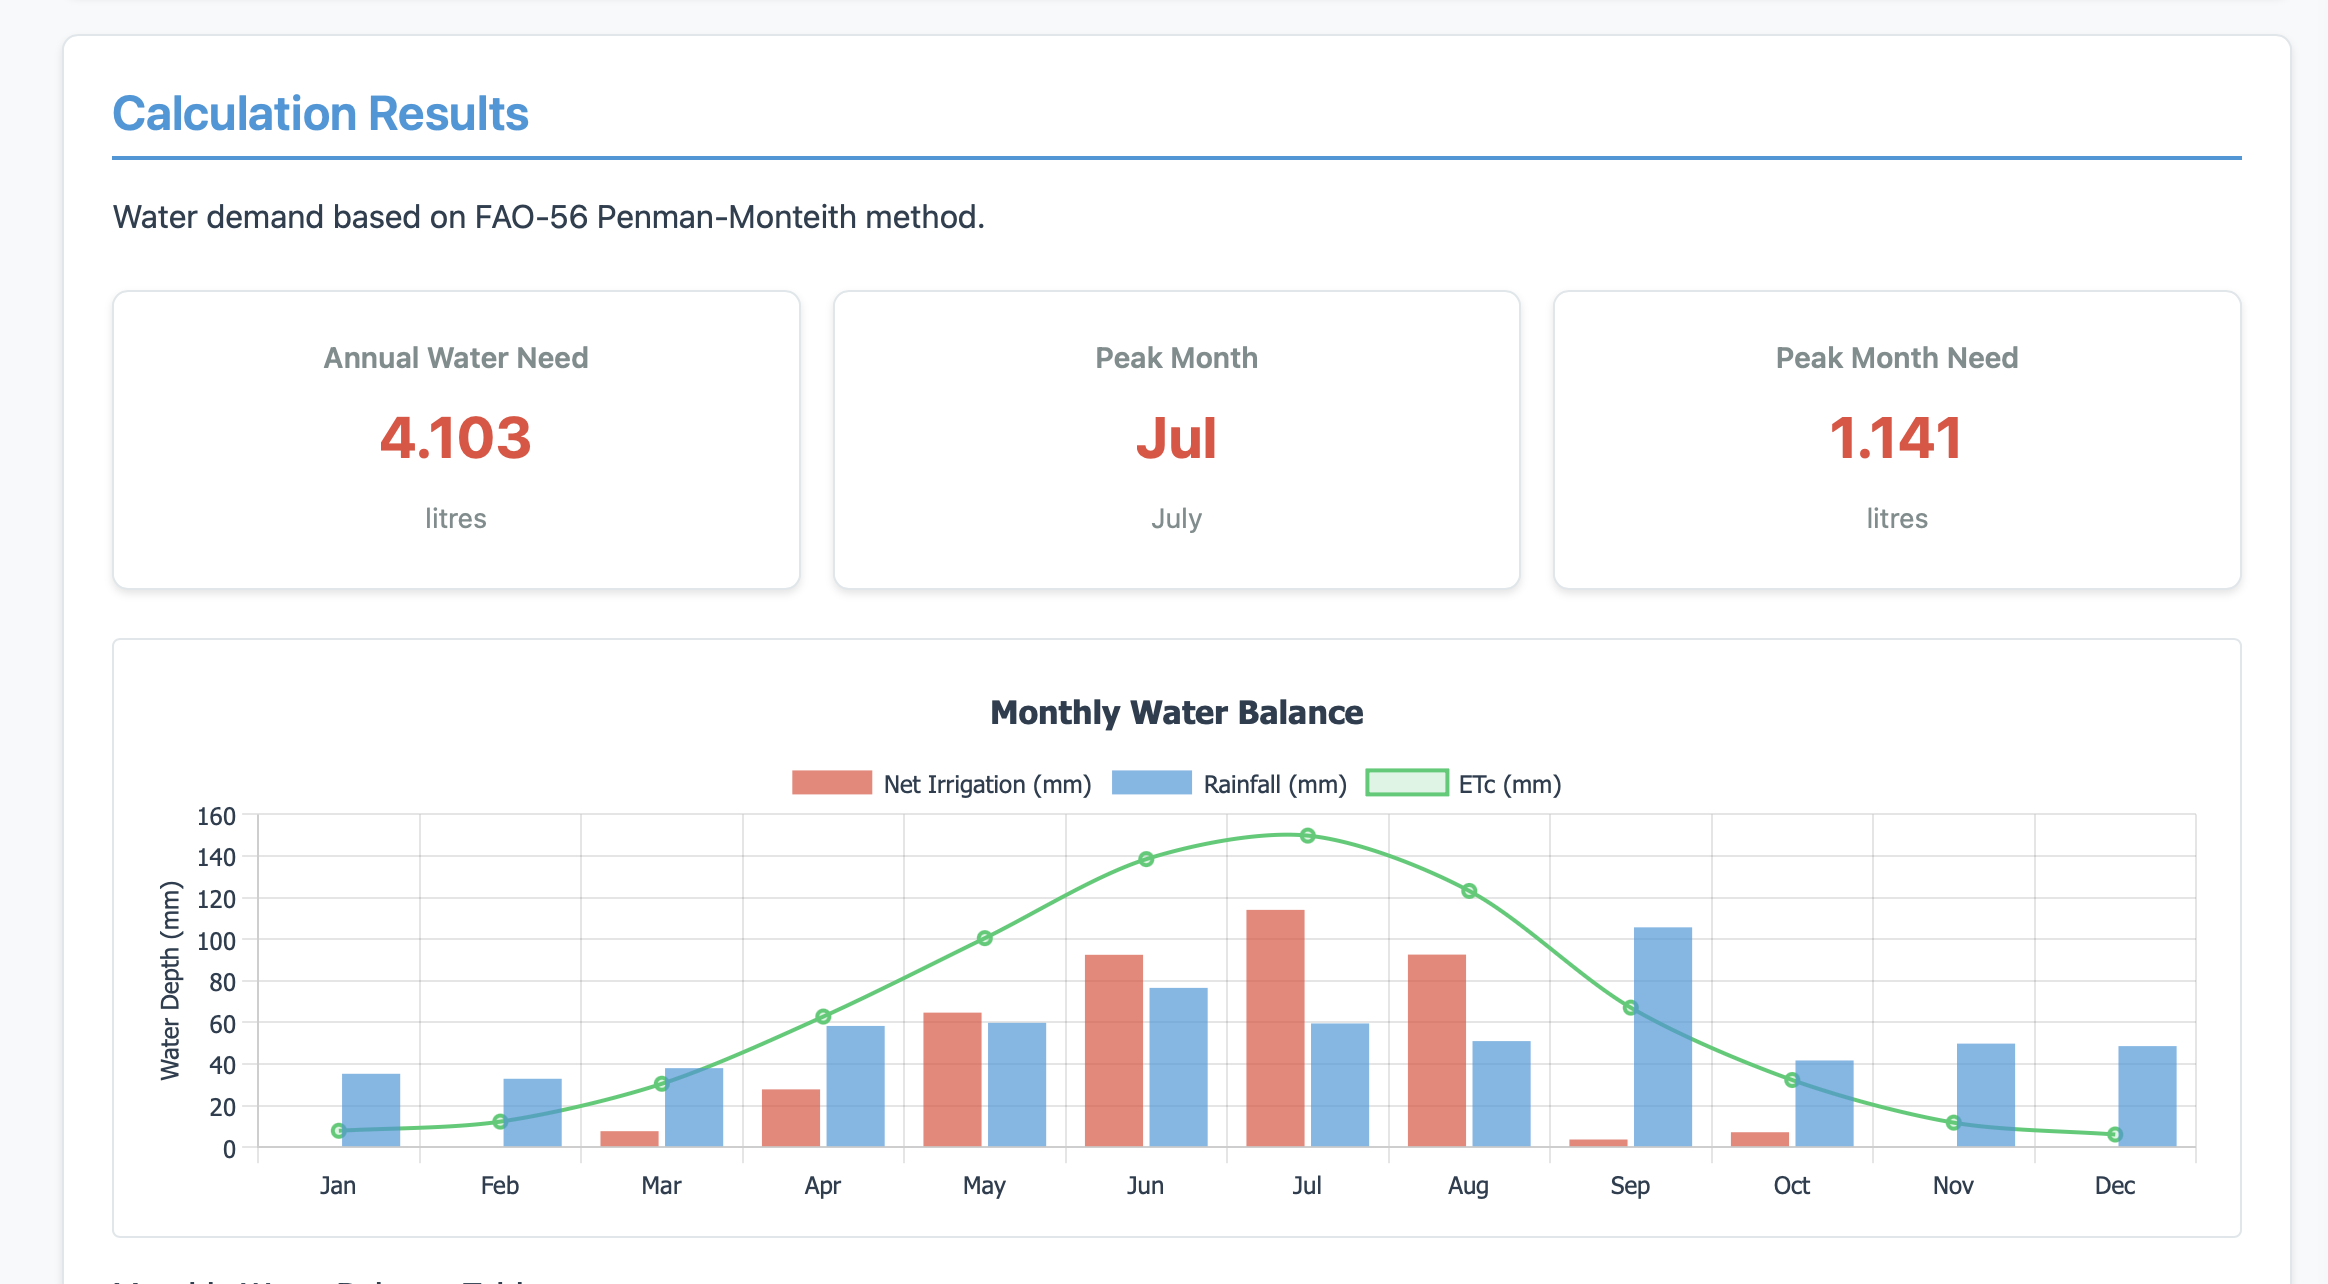 Calculation Results
Water demand based on FAO-56 Penman-Monteith method.
Annual Water Need
4.103
litres
Peak Month
Jul
July
Peak Month Need
1.141
litres
Monthly Water Balance
Net Irrigation (mm) Rainfall (mm) ETc (mm)
Water Depth (mm)
160
140
120
100
80
60
40
20
0
Jan Feb Mar Apr May Jun Jul Aug Sep Oct Nov Dec